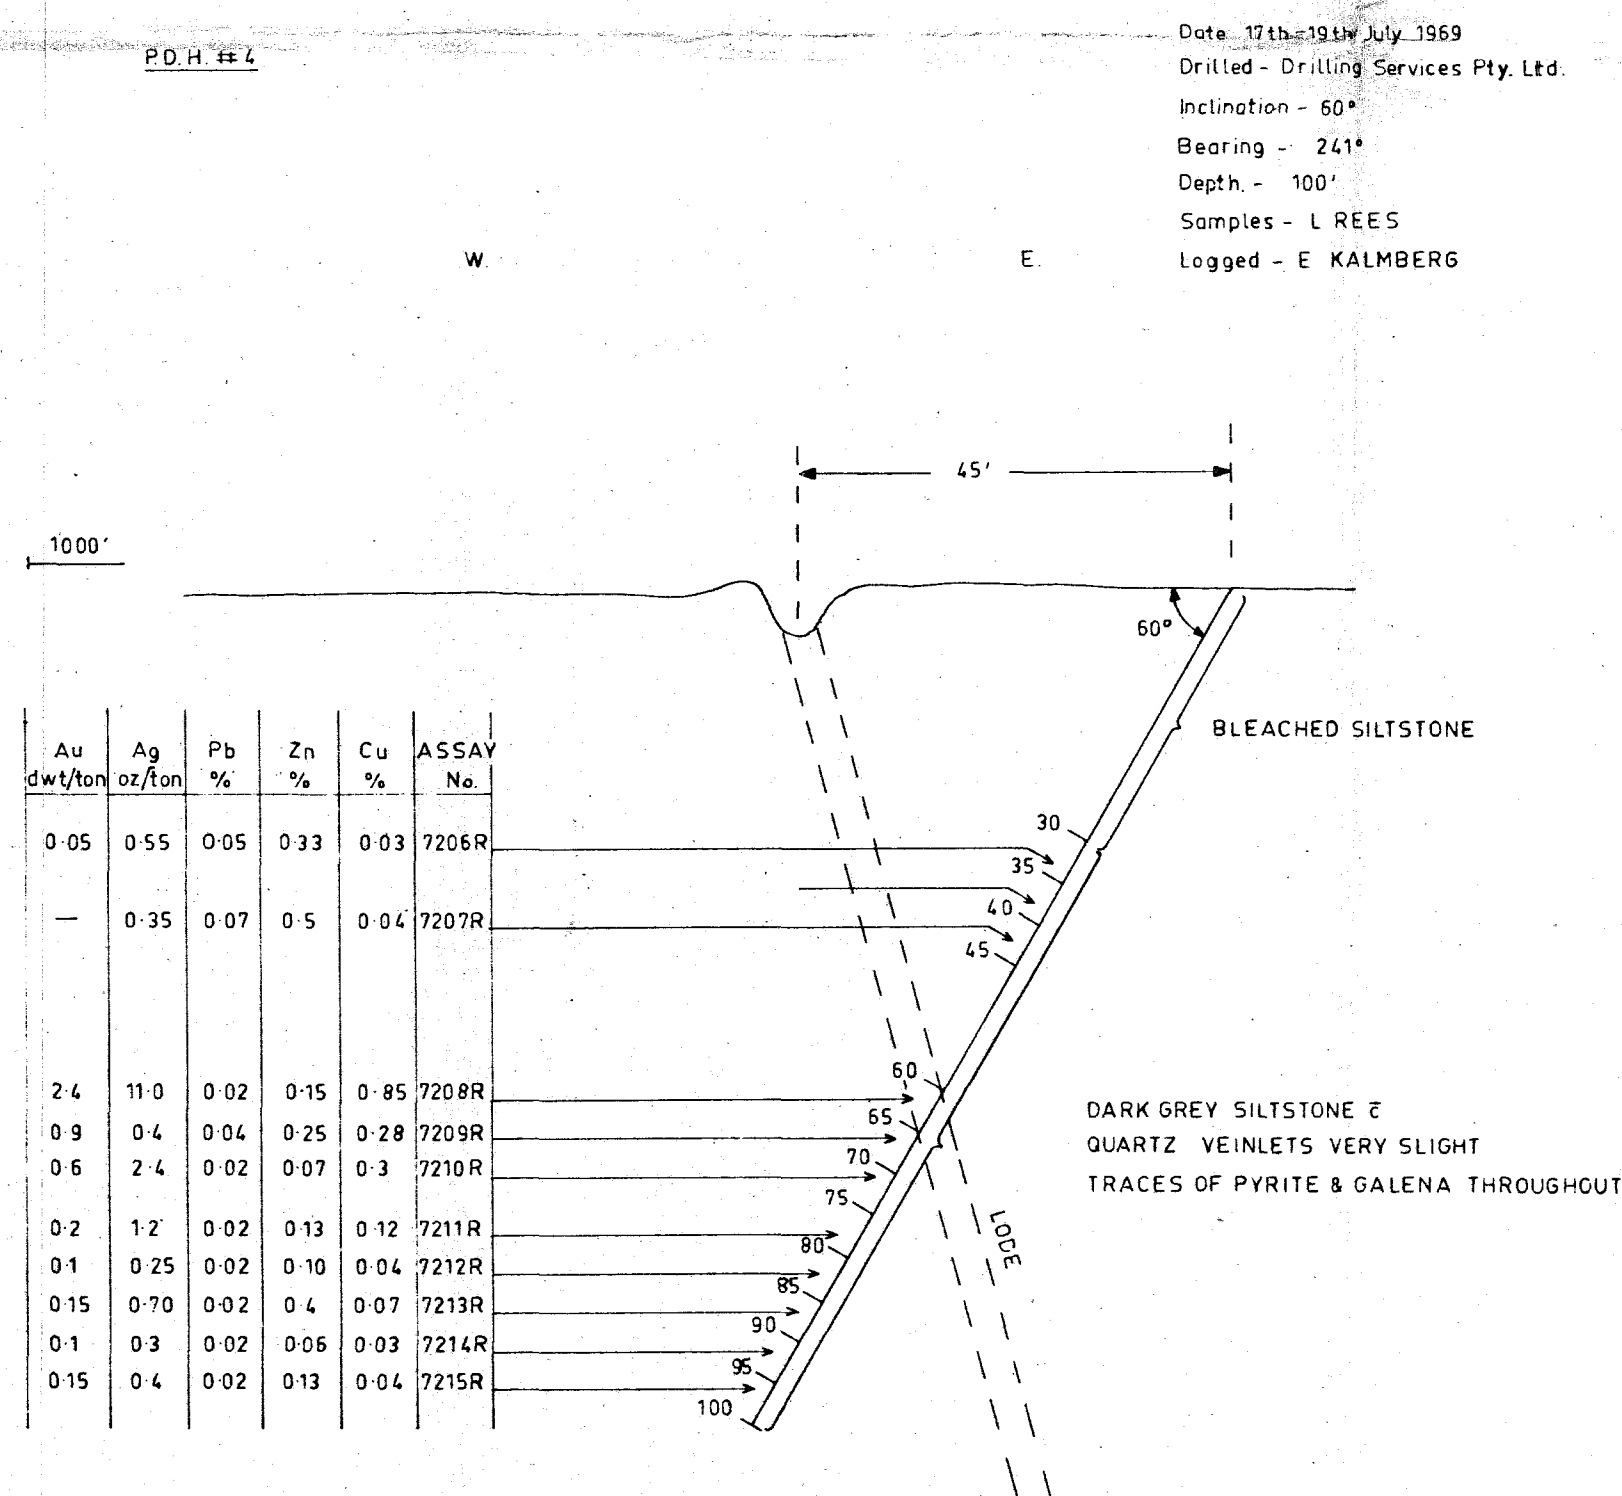 P.D.H. # 4
Date 17th-19th July 1969
Drilled - Drilling Services Pty. Ltd.
Inclination - 60°
Bearing - 241°
Depth. - 100'
Samples - L REES
Logged - E KALMBERG
W. E.
45'
1000'
60°
BLEACHED SILTSTONE
Au Ag Pb Zn Cu ASSAY
dwt/ton oz/ton % % % No.
30
0.05 0.55 0.05 0.33 0.03 7206R
35
40
— 0.35 0.07 0.5 0.04 7207R
45
60
2.4 11.0 0.02 0.15 0.85 7208R
65
0.9 0.4 0.04 0.25 0.28 7209R
70
0.6 2.4 0.02 0.07 0.3 7210R
75
DARK GREY SILTSTONE c̄
QUARTZ VEINLETS VERY SLIGHT
TRACES OF PYRITE & GALENA THROUGHOUT
LODE
0.2 1.2 0.02 0.13 0.12 7211R
80
0.1 0.25 0.02 0.10 0.04 7212R
85
0.15 0.70 0.02 0.4 0.07 7213R
90
0.1 0.3 0.02 0.06 0.03 7214R
95
0.15 0.4 0.02 0.13 0.04 7215R
100